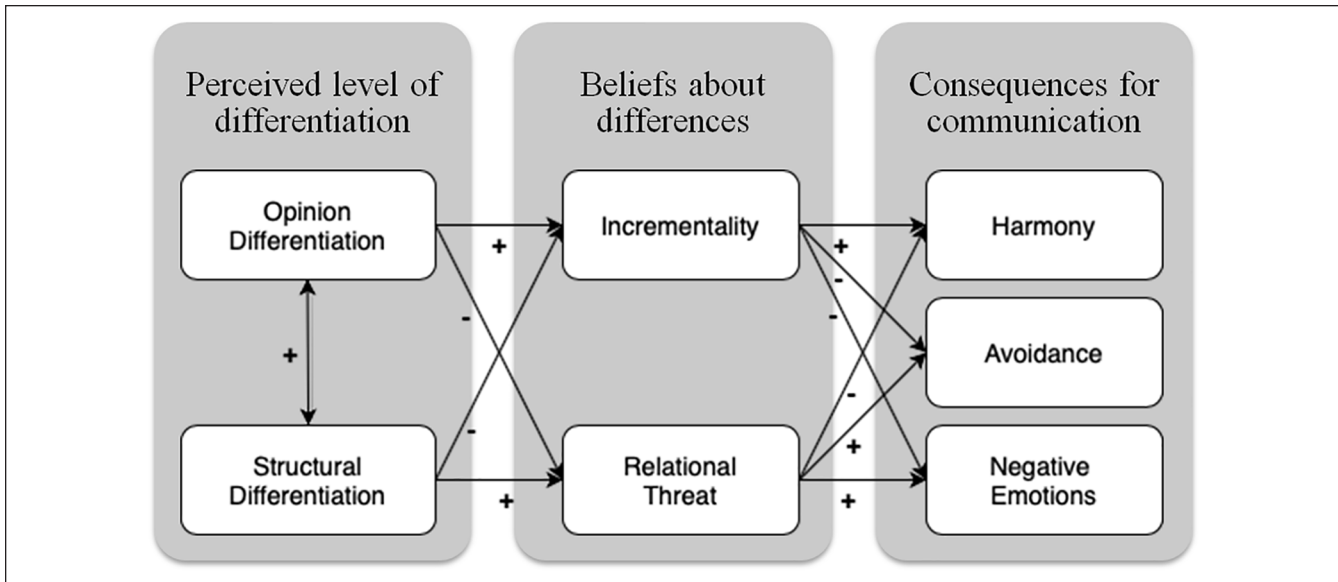 Perceived level of
differentiation
Opinion
Differentiation
+
Structural
Differentiation
+
-
-
+
Beliefs about
differences
Incrementality
Relational
Threat
+
-
-
-
+
+
Consequences for
communication
Harmony
Avoidance
Negative
Emotions